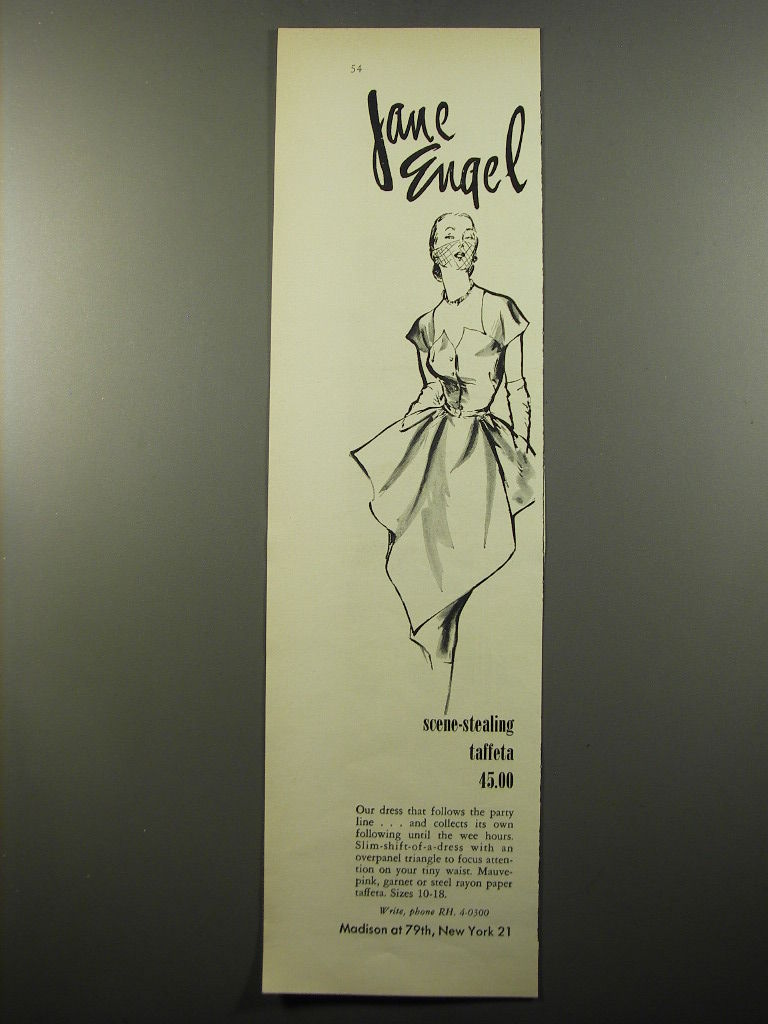 54
Jane
Engel
scene-stealing
taffeta
45.00
Our dress that follows the party
line . . . and collects its own
following until the wee hours.
Slim-shift-of-a-dress with an
overpanel triangle to focus atten-
tion on your tiny waist. Mauve-
pink, garnet or steel rayon paper
taffeta. Sizes 10-18.
Write, phone RH. 4-0300
Madison at 79th, New York 21